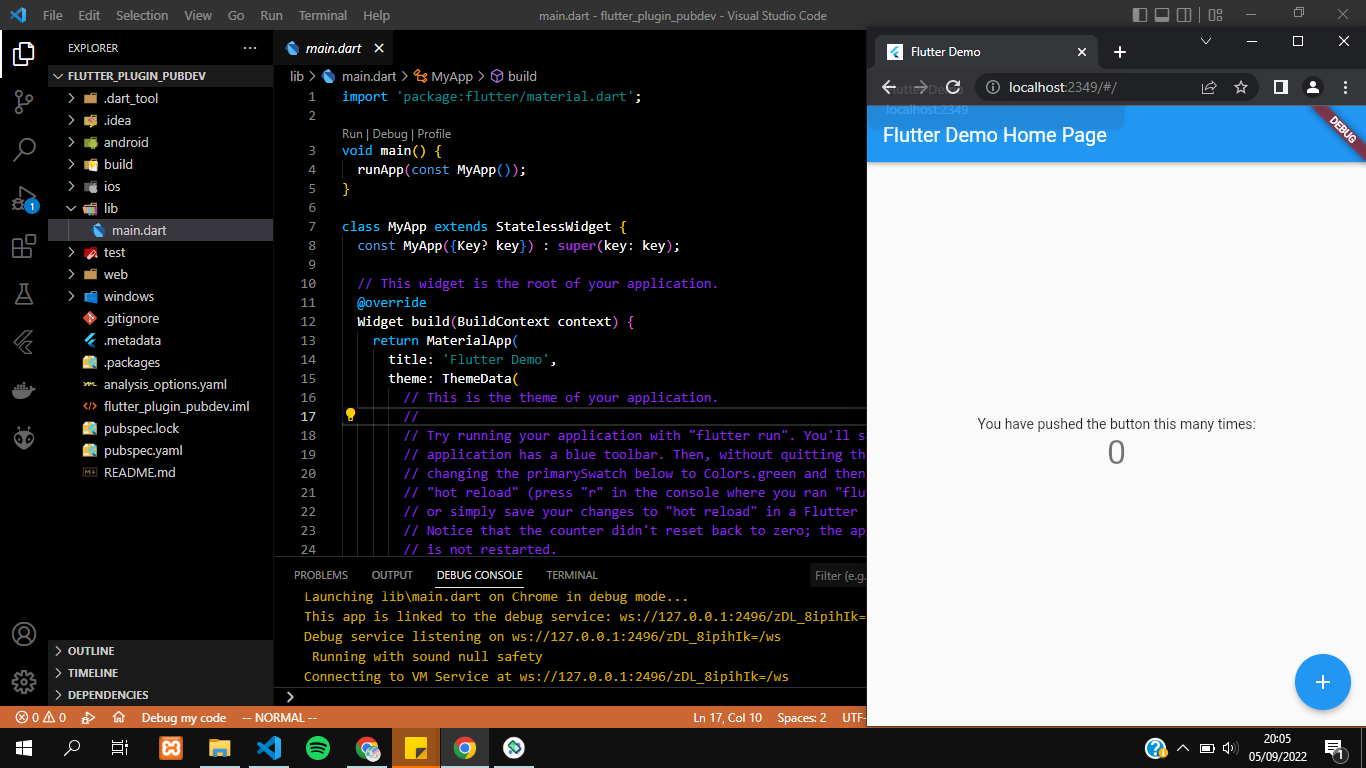 File Edit Selection View Go Run Terminal Help
main.dart - flutter_plugin_pubdev - Visual Studio Code
EXPLORER
FLUTTER_PLUGIN_PUBDEV
.dart_tool
.idea
android
build
ios
lib
main.dart
test
web
windows
.gitignore
.metadata
.packages
analysis_options.yaml
flutter_plugin_pubdev.iml
pubspec.lock
pubspec.yaml
README.md
OUTLINE
TIMELINE
DEPENDENCIES
1
main.dart
lib > main.dart > MyApp > build
1 import 'package:flutter/material.dart';
2
Run | Debug | Profile
3 void main() {
4 runApp(const MyApp());
5 }
6
7 class MyApp extends StatelessWidget {
8 const MyApp({Key? key}) : super(key: key);
9
10 // This widget is the root of your application.
11 @override
12 Widget build(BuildContext context) {
13 return MaterialApp(
14 title: 'Flutter Demo',
15 theme: ThemeData(
16 // This is the theme of your application.
17 //
18 // Try running your application with "flutter run". You'll s
19 // application has a blue toolbar. Then, without quitting th
20 // changing the primarySwatch below to Colors.green and then
21 // "hot reload" (press "r" in the console where you ran "flu
22 // or simply save your changes to "hot reload" in a Flutter
23 // Notice that the counter didn't reset back to zero; the ap
24 // is not restarted.
PROBLEMS OUTPUT DEBUG CONSOLE TERMINAL
Filter (e.g.
Launching lib\main.dart on Chrome in debug mode...
This app is linked to the debug service: ws://127.0.0.1:2496/zDL_8ipihIk=
Debug service listening on ws://127.0.0.1:2496/zDL_8ipihIk=/ws
Running with sound null safety
Connecting to VM Service at ws://127.0.0.1:2496/zDL_8ipihIk=/ws
0 0 Debug my code -- NORMAL --
Ln 17, Col 10 Spaces: 2 UTF-
Flutter Demo
localhost:2349/#/
Flutter Demo
localhost:2349
Flutter Demo Home Page
DEBUG
You have pushed the button this many times:
0
20:05
05/09/2022
1